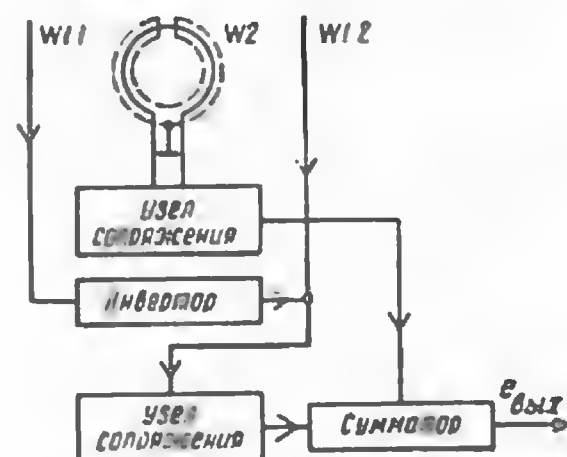 W11 W2 W12
узел
сопряжения
Инвертор
узел
сопряжения
Сумматор
e вых